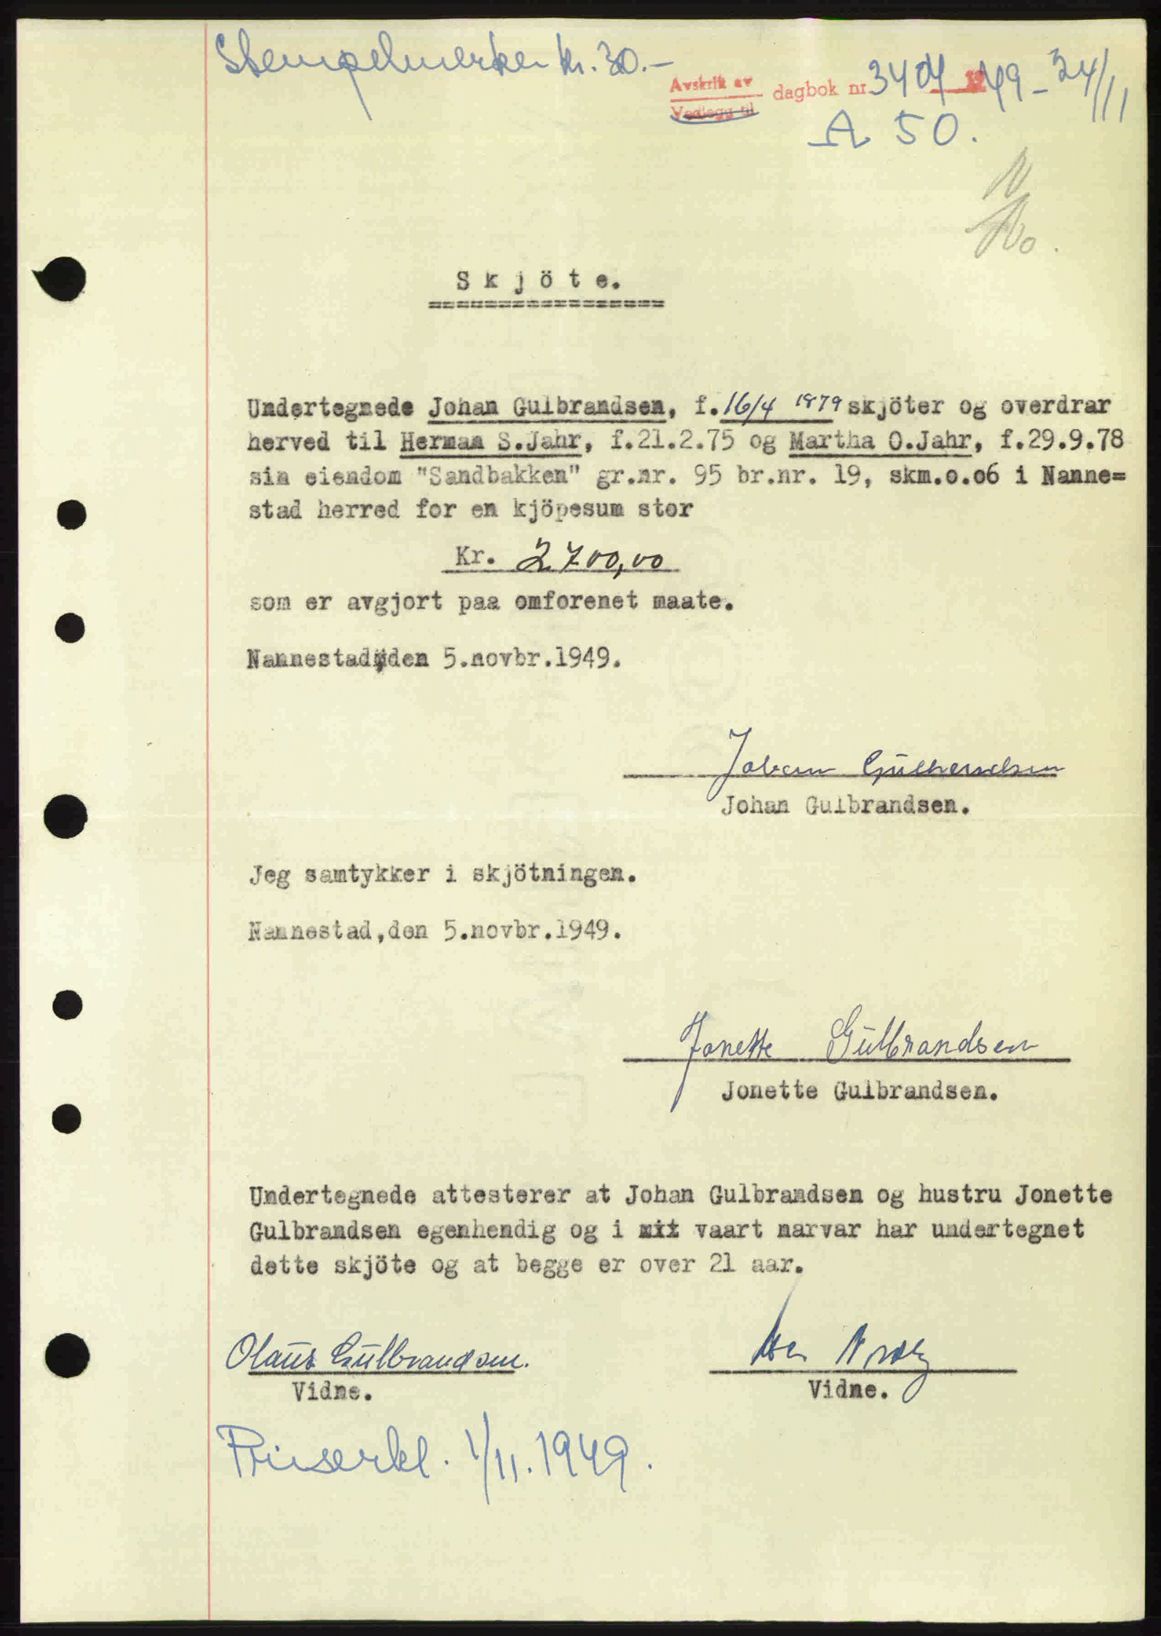 Stempelmerker kr. 30.-
Avskrift av
Vedlegg til
dagbok nr 3404 49 - 24/11
A 50.
N
No.
Skjöte.
==================
Undertegnede Johan Gulbrandsen, f.16/4 1879 skjöter og overdrar
herved til Herman S.Jahr, f.21.2.75 og Martha O.Jahr, f.29.9.78
sin eiendom "Sandbakken" gr.nr. 95 br.nr. 19, skm.o.o6 i Nanne=
stad herred for en kjöpesum stor
Kr. 2700,00
som er avgjort paa omforenet maate.
Nannestad,den 5.novbr.1949.
Johan Gulbrandsen
Johan Gulbrandsen.
Jeg samtykker i skjötningen.
Nannestad,den 5.novbr.1949.
Jonette Gulbrandsen
Jonette Gulbrandsen.
Undertegnede attesterer at Johan Gulbrandsen og hustru Jonette
Gulbrandsen egenhendig og i mit vaart narvar har undertegnet
dette skjöte og at begge er over 21 aar.
Olaus Gulbrandsen.
Vidne.
Vidne.
Priserkl. 1/11. 1949.